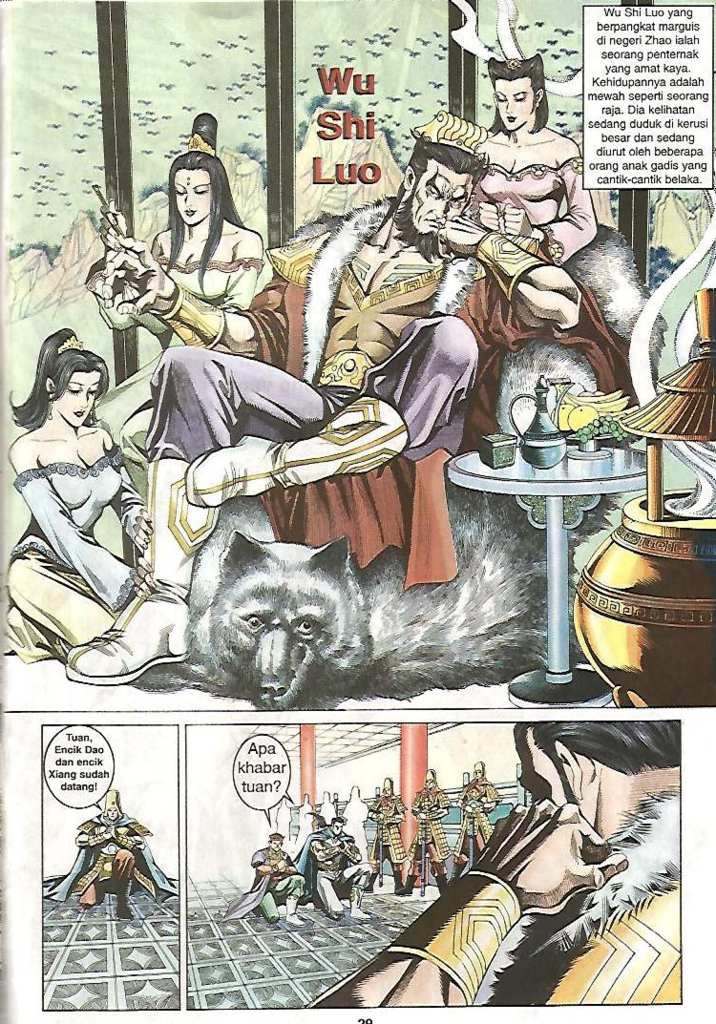 Wu Shi Luo yang
berpangkat marguis
di negeri Zhao ialah
seorang penternak
yang amat kaya.
Kehidupannya adalah
mewah seperti seorang
raja. Dia kelihatan
sedang duduk di kerusi
besar dan sedang
diurut oleh beberapa
orang anak gadis yang
cantik-cantik belaka.
Wu
Shi
Luo
Tuan,
Encik Dao
dan encik
Xiang sudah
datang!
Apa
khabar
tuan?
29